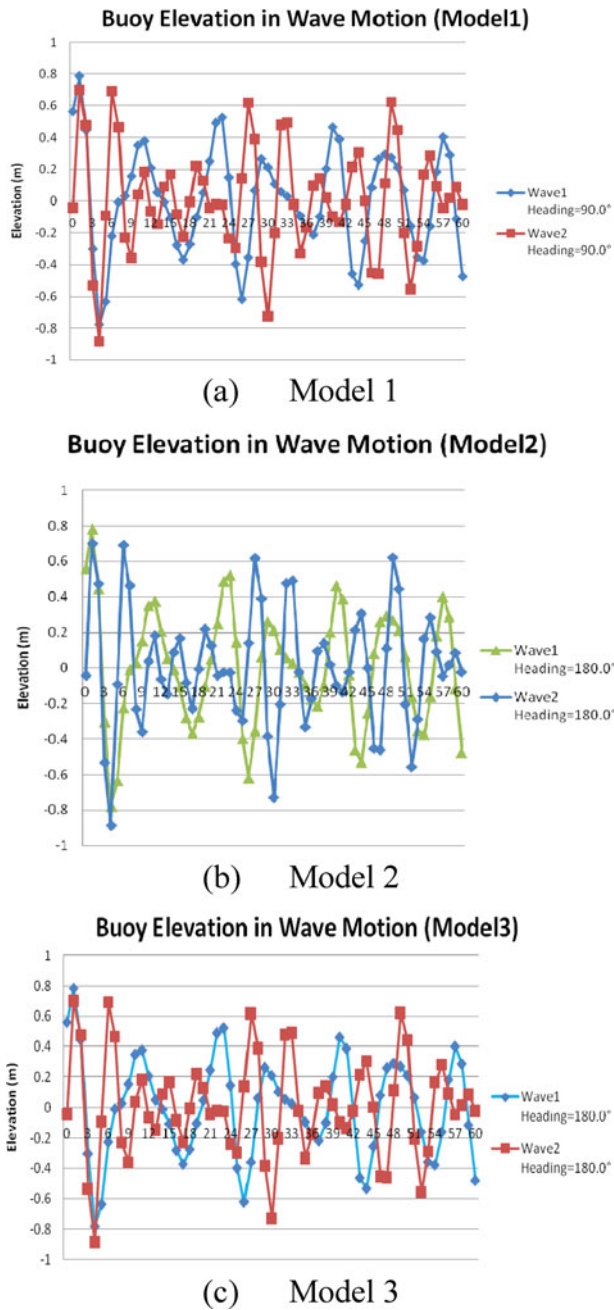 Buoy Elevation in Wave Motion (Model1)
1
0.8
0.6
0.4
0.2
0
-0.2
-0.4
-0.6
-0.8
-1
Elevation (m)
0 3 6 9 12 15 18 21 24 27 30 33 36 39 42 45 48 51 54 57 60
Wave1
Heading=90.0°
Wave2
Heading=90.0°
(a) Model 1
Buoy Elevation in Wave Motion (Model2)
1
0.8
0.6
0.4
0.2
0
-0.2
-0.4
-0.6
-0.8
-1
Elevation (m)
0 3 6 9 12 15 18 21 24 27 30 33 36 39 42 45 48 51 54 57 60
Wave1
Heading=180.0°
Wave2
Heading=180.0°
(b) Model 2
Buoy Elevation in Wave Motion (Model3)
1
0.8
0.6
0.4
0.2
0
-0.2
-0.4
-0.6
-0.8
-1
Elevation (m)
0 3 6 9 12 15 18 21 24 27 30 33 36 39 42 45 48 51 54 57 60
Wave1
Heading=180.0°
Wave2
Heading=180.0°
(c) Model 3